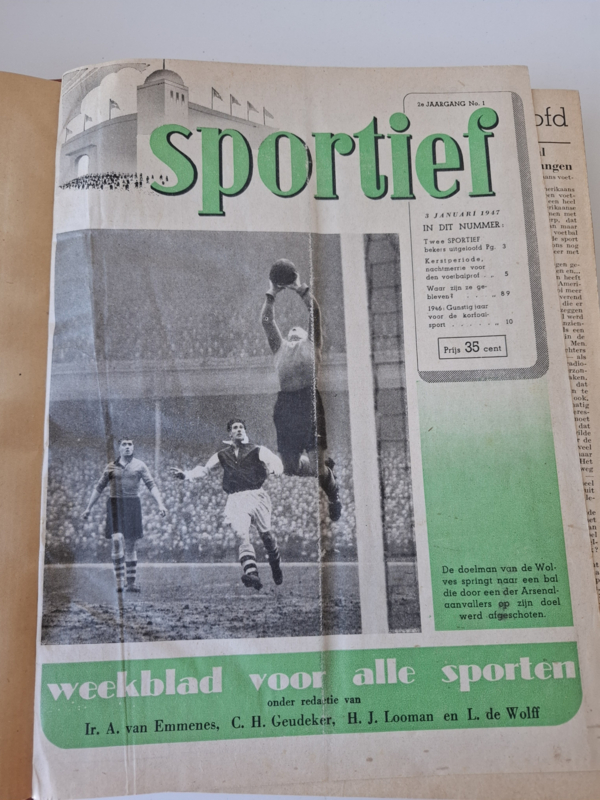 2e JAARGANG No. 1
sportief
3 JANUARI 1947
IN DIT NUMMER:
Twee SPORTIEF
bekers uitgeloofd Pg. 3
Kerstperiode,
nachtmerrie voor
den voetbalprof . „ 5
Waar zijn ze ge-
bleven? . . „ 89
1946: Gunstig jaar
voor de korfbal-
sport . . . . . „ 10
Prijs 35 cent
De doelman van de Wol-
ves springt naar een bal
die door een der Arsenal-
aanvallers op zijn doel
werd afgeschoten.
weekblad voor alle sporten
onder redactie van
Ir. A. van Emmenes, C. H. Geudeker, H. J. Looman en L. de Wolff
ofd